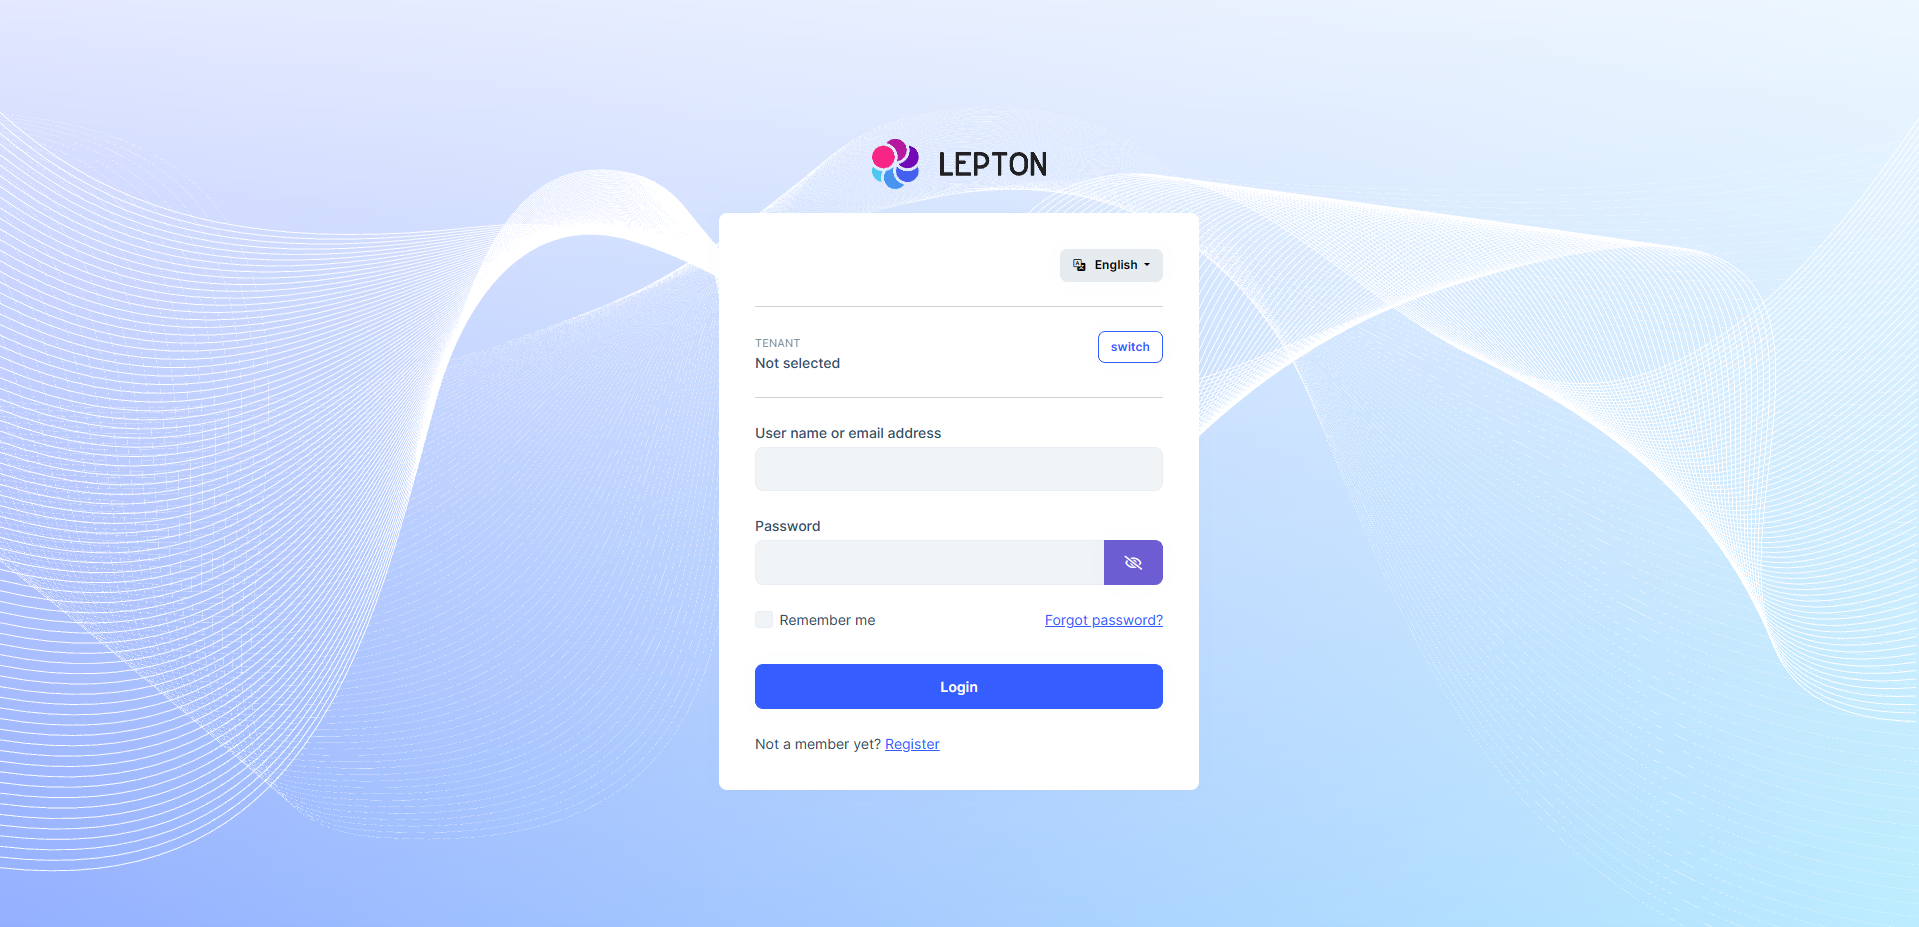 LEPTON
English
TENANT
Not selected
switch
User name or email address
Password
Remember me
Forgot password?
Login
Not a member yet? Register